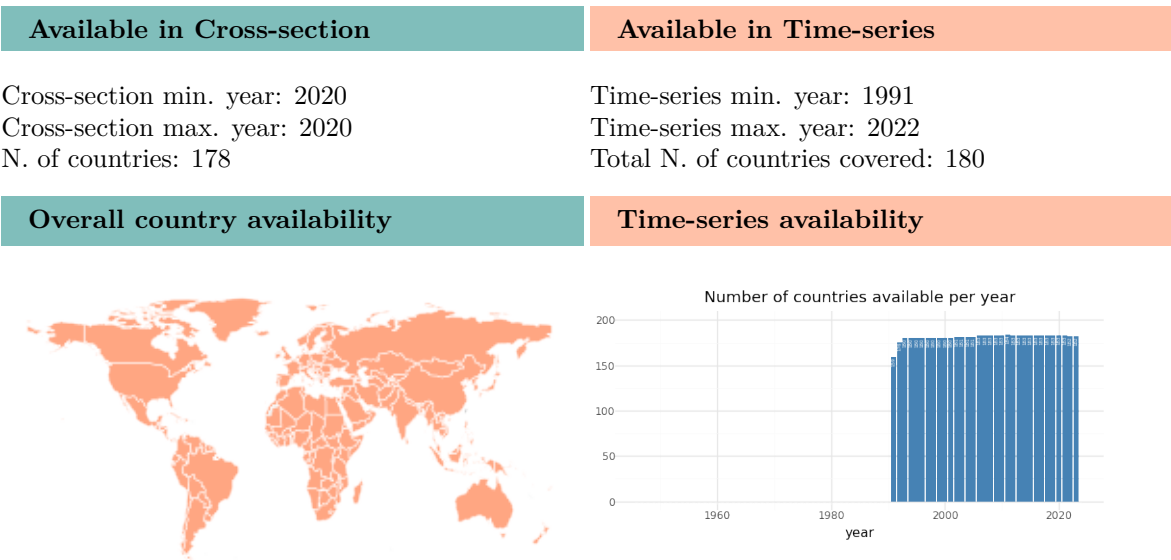 Available in Cross-section
Available in Time-series
Cross-section min. year: 2020
Cross-section max. year: 2020
N. of countries: 178
Time-series min. year: 1991
Time-series max. year: 2022
Total N. of countries covered: 180
Overall country availability
Time-series availability
Number of countries available per year
200
150
100
50
0
1960
1980
2000
2020
year